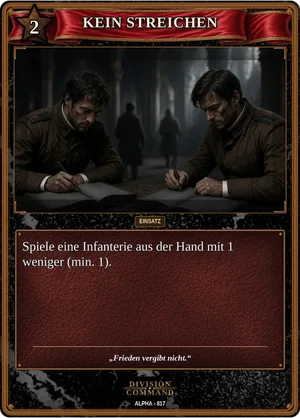 KEIN STREICHEN
2
EINSATZ
Spiele eine Infanterie aus der Hand mit 1
weniger (min. 1).
„Frieden vergibt nicht.“
DIVISION
COMMAND
ALPHA - 817